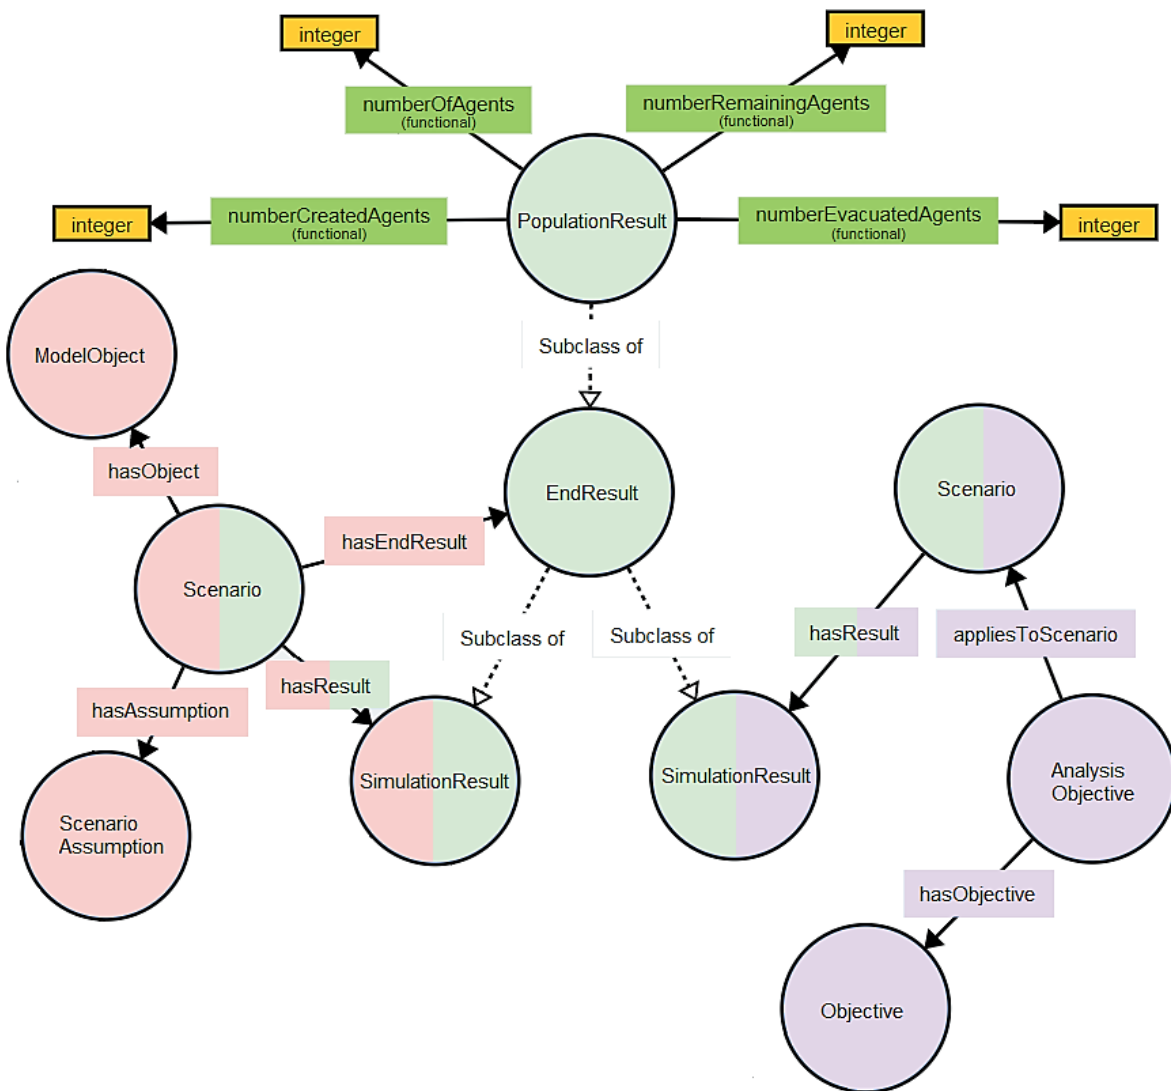 integer
integer
numberOfAgents
(functional)
numberRemainingAgents
(functional)
integer
numberCreatedAgents
(functional)
PopulationResult
numberEvacuatedAgents
(functional)
integer
Subclass of
ModelObject
hasObject
EndResult
Scenario
hasEndResult
Scenario
Subclass of
Subclass of
hasResult
appliesToScenario
hasResult
hasAssumption
SimulationResult
SimulationResult
Analysis
Objective
Scenario
Assumption
hasObjective
Objective